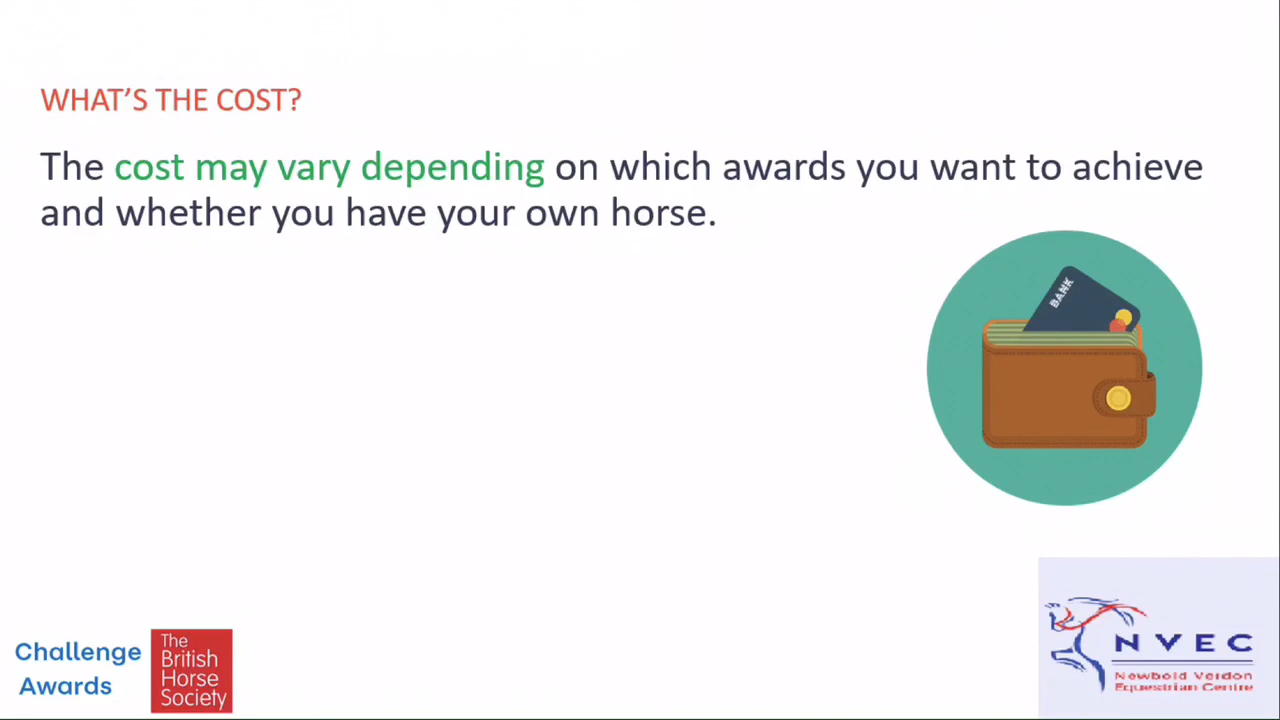 WHAT’S THE COST?
The cost may vary depending on which awards you want to achieve
and whether you have your own horse.
BANK
Challenge
Awards
The
British
Horse
Society
NVEC
Newbold Verdon
Equestrian Centre